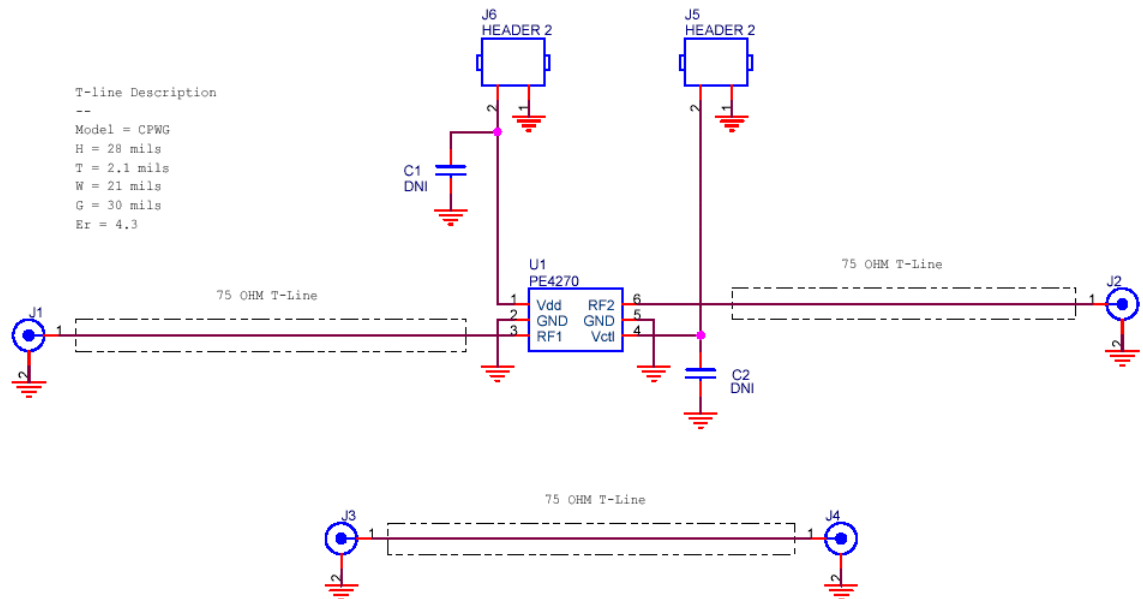 J6
HEADER 2
J5
HEADER 2
2
1
2
1
T-line Description
--
Model = CPWG
H = 28 mils
T = 2.1 mils
W = 21 mils
G = 30 mils
Er = 4.3
C1
DNI
U1
PE4270
75 OHM T-Line
75 OHM T-Line
J1
1
2
1
2
3
Vdd
GND
RF1
RF2
GND
Vctl
6
5
4
1
J2
2
C2
DNI
75 OHM T-Line
J3
1
2
1
J4
2